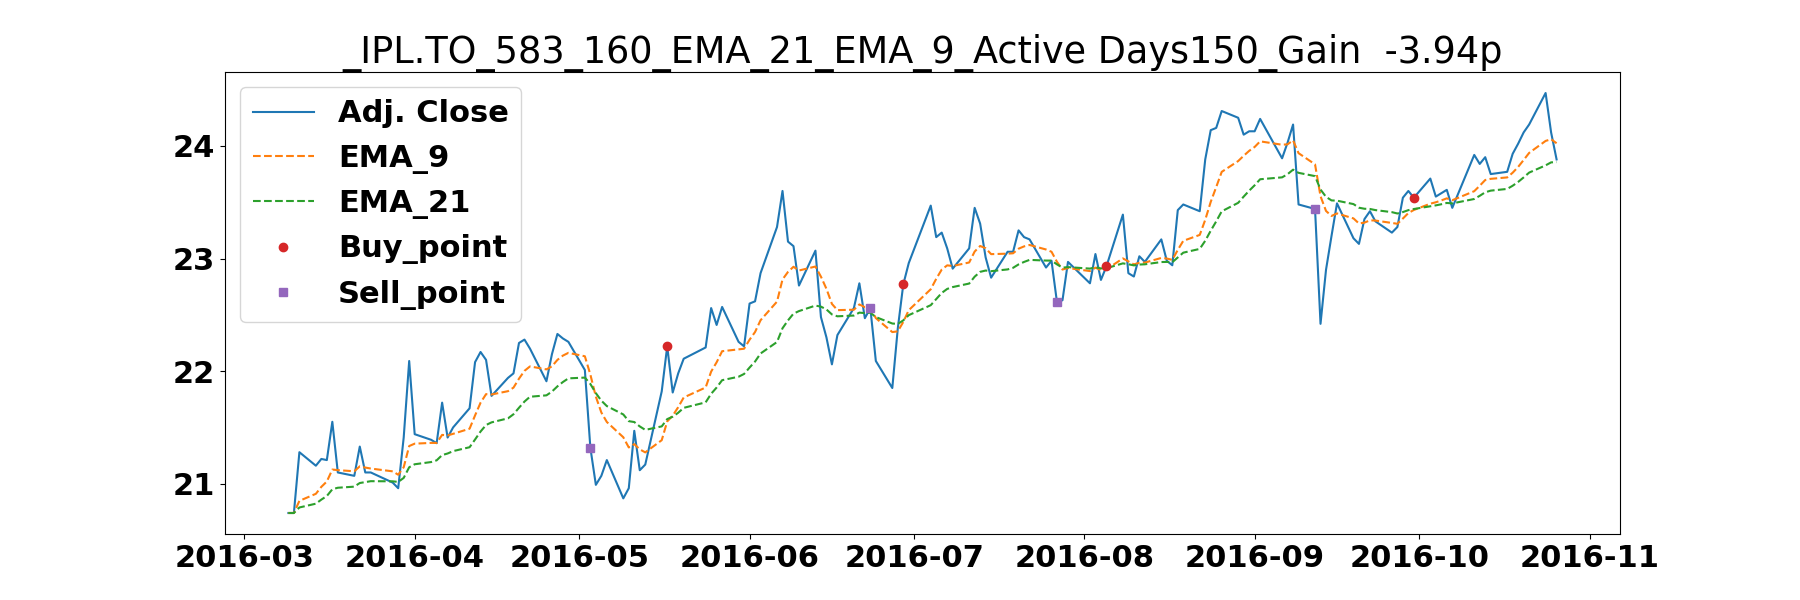 _IPL.TO_583_160_EMA_21_EMA_9_Active Days150_Gain  -3.94p
Adj. Close
EMA_9
EMA_21
Buy_point
Sell_point
24
23
22
21
2016-03 2016-04 2016-05 2016-06 2016-07 2016-08 2016-09 2016-10 2016-11